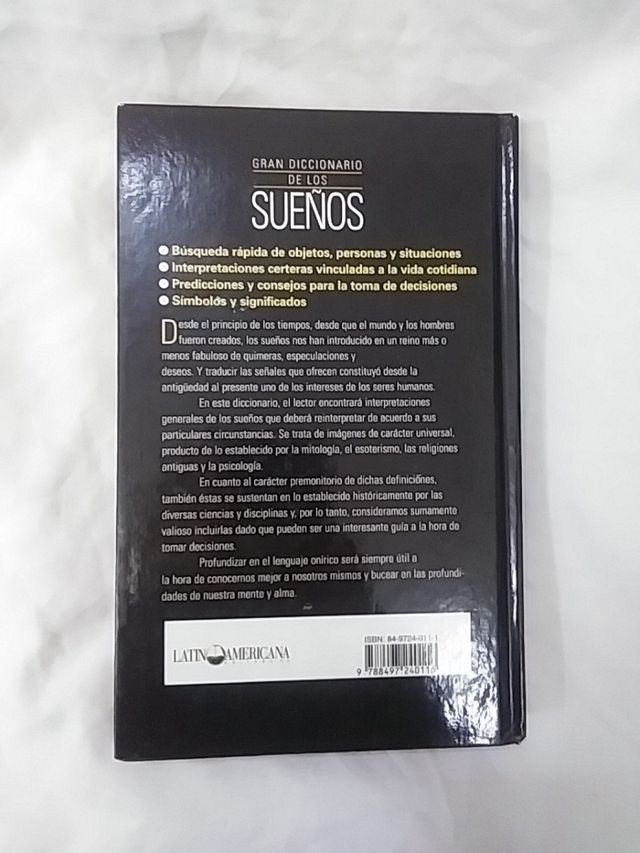 GRAN DICCIONARIO
DE LOS
SUEÑOS
● Búsqueda rápida de objetos, personas y situaciones
● Interpretaciones certeras vinculadas a la vida cotidiana
● Predicciones y consejos para la toma de decisiones
● Símbolos y significados
Desde el principio de los tiempos, desde que el mundo y los hombres
fueron creados, los sueños nos han introducido en un reino más o
menos fabuloso de quimeras, especulaciones y
deseos. Y traducir las señales que ofrecen constituyó desde la
antigüedad al presente uno de los intereses de los seres humanos.
En este diccionario, el lector encontrará interpretaciones
generales de los sueños que deberá reinterpretar de acuerdo a sus
particulares circunstancias. Se trata de imágenes de carácter universal,
producto de lo establecido por la mitología, el esoterismo, las religiones
antiguas y la psicología.
En cuanto al carácter premonitorio de dichas definiciones,
también éstas se sustentan en lo establecido históricamente por las
diversas ciencias y disciplinas y, por lo tanto, consideramos sumamente
valioso incluirlas dado que pueden ser una interesante guía a la hora de
tomar decisiones.
Profundizar en el lenguaje onírico será siempre útil a
la hora de conocernos mejor a nosotros mismos y bucear en las profundi-
dades de nuestra mente y alma.
LATINOAMERICANA
ISBN: 84-9724-011-1
9 788497 240116